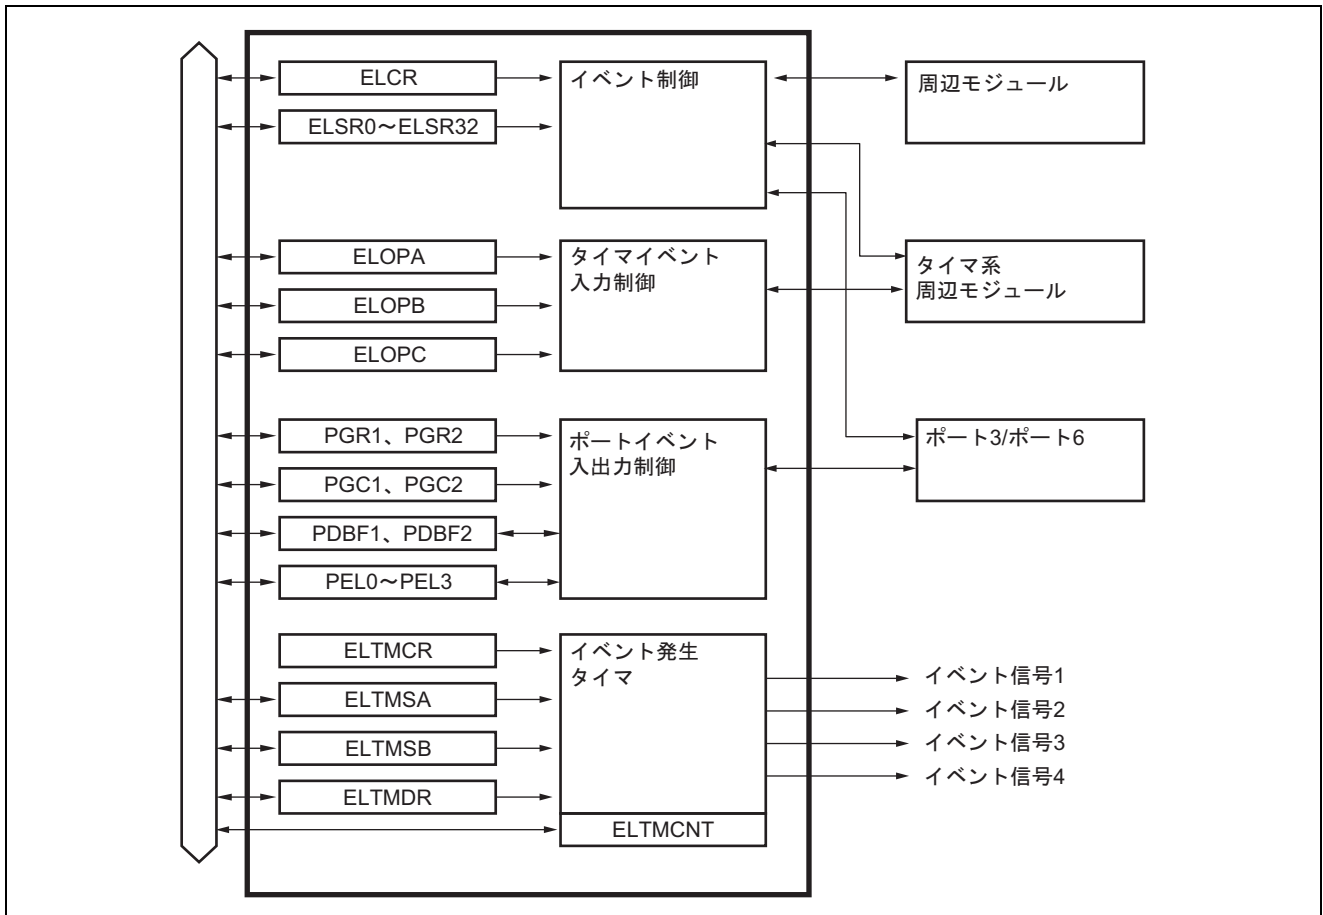 ELCR
ELSR0～ELSR32
イベント制御
周辺モジュール
ELOPA
ELOPB
ELOPC
タイマイベント
入力制御
タイマ系
周辺モジュール
PGR1、PGR2
PGC1、PGC2
PDBF1、PDBF2
PEL0～PEL3
ポートイベント
入出力制御
ポート3/ポート6
ELTMCR
ELTMSA
ELTMSB
ELTMDR
イベント発生
タイマ
ELTMCNT
イベント信号1
イベント信号2
イベント信号3
イベント信号4